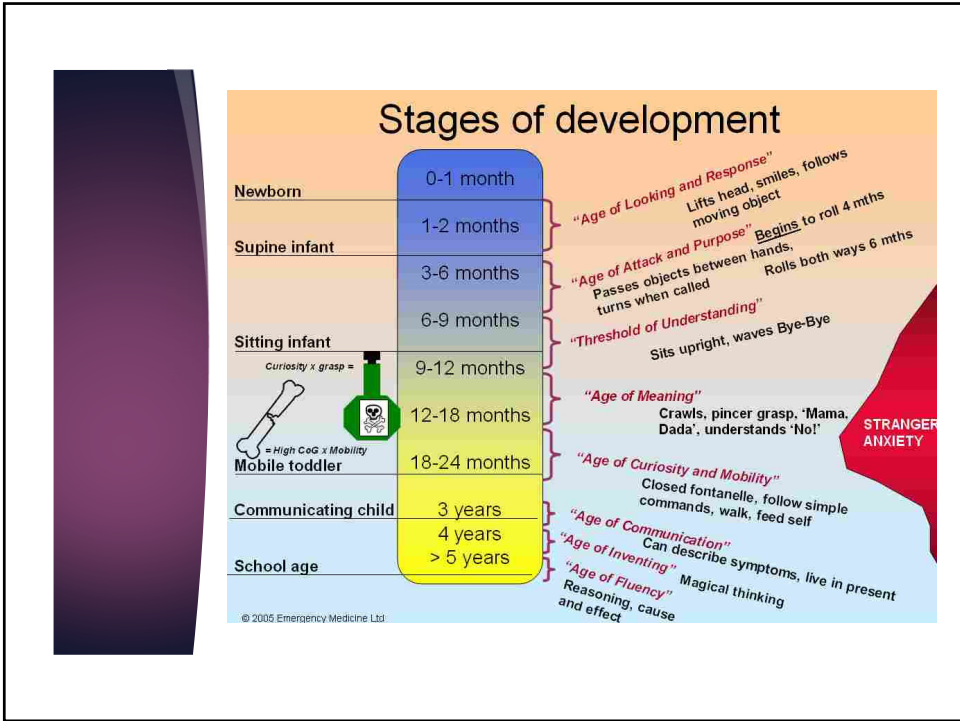 Stages of development
0-1 month
Newborn
1-2 months
Supine infant
3-6 months
6-9 months
Sitting infant
Curiosity x grasp =
9-12 months
12-18 months
= High CoG x Mobility
Mobile toddler
18-24 months
Communicating child
3 years
4 years
> 5 years
School age
© 2005 Emergency Medicine Ltd
“Age of Looking and Response”
Lifts head, smiles, follows
moving object
“Age of Attack and Purpose”
Begins to roll 4 mths
Passes objects between hands,
turns when called
Rolls both ways 6 mths
“Threshold of Understanding”
Sits upright, waves Bye-Bye
“Age of Meaning”
Crawls, pincer grasp, ‘Mama,
Dada’, understands ‘No!’
STRANGER
ANXIETY
“Age of Curiosity and Mobility”
Closed fontanelle, follow simple
commands, walk, feed self
“Age of Communication”
Can describe symptoms, live in present
“Age of Inventing”
Magical thinking
“Age of Fluency”
Reasoning, cause
and effect